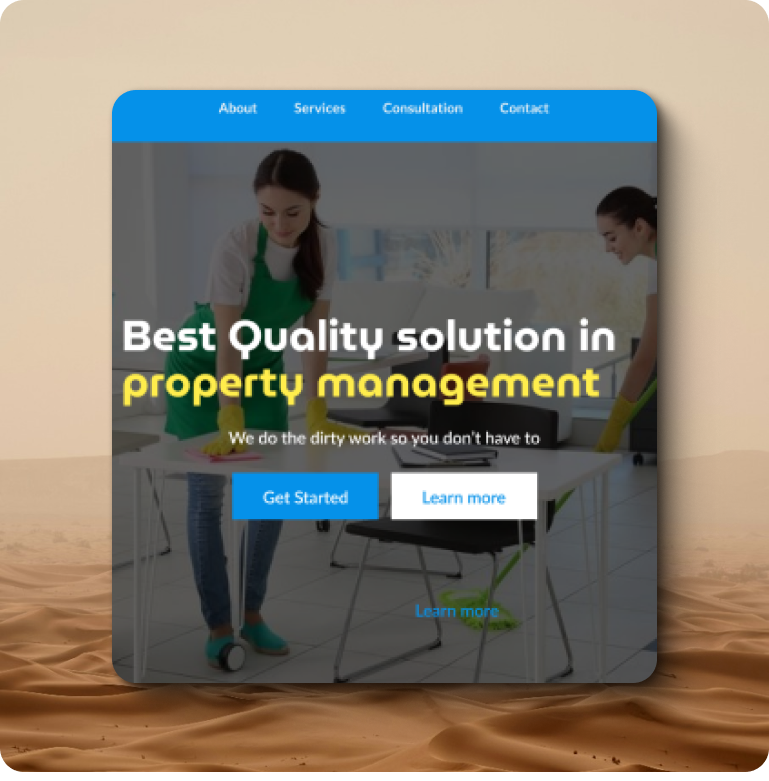 About Services Consultation Contact
Best Quality solution in
property management
We do the dirty work so you don't have to
Get Started Learn more
Learn more